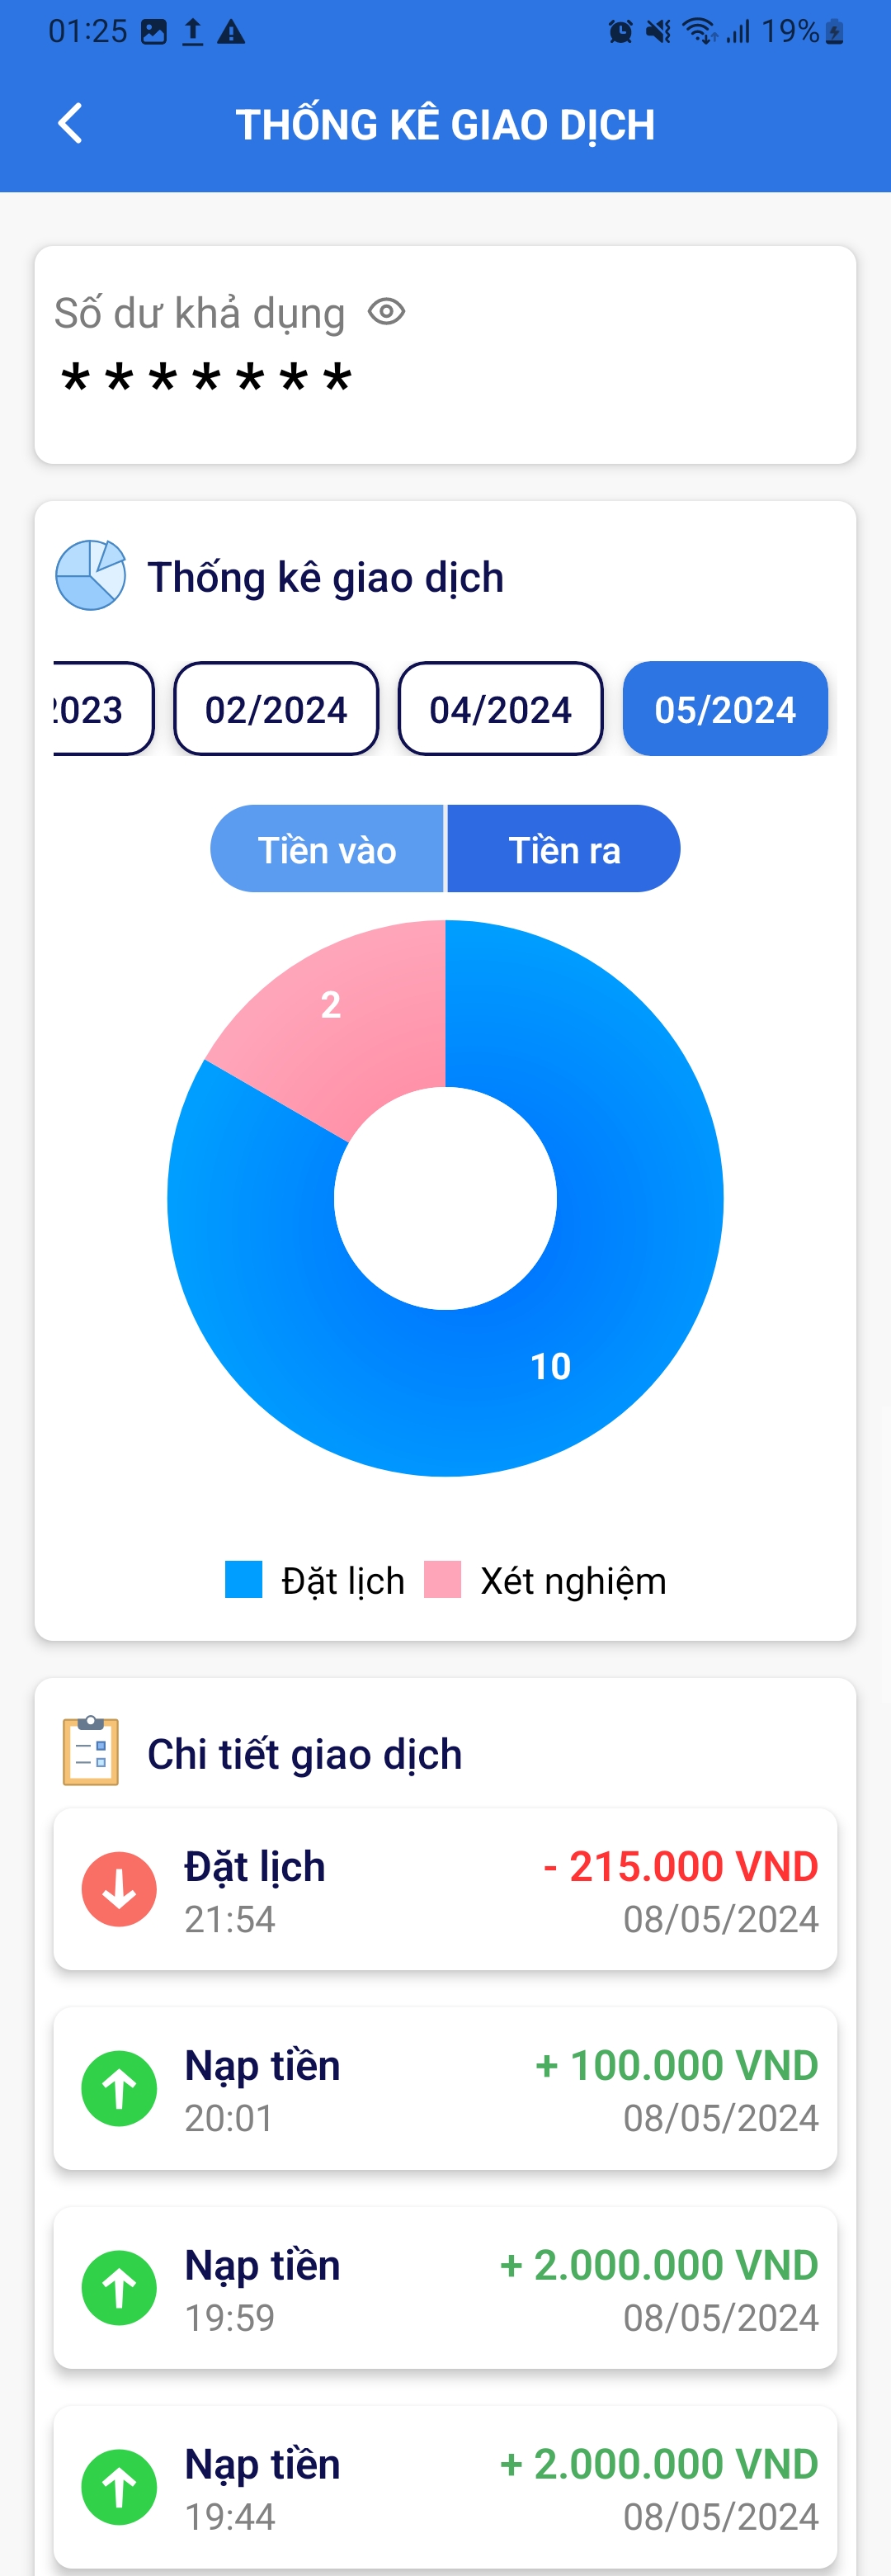 01:25 19%
THỐNG KÊ GIAO DỊCH
Số dư khả dụng
* * * * * * *
Thống kê giao dịch
2023 02/2024 04/2024 05/2024
Tiền vào Tiền ra
2
10
Đặt lịch Xét nghiệm
Chi tiết giao dịch
Đặt lịch - 215.000 VND
21:54 08/05/2024
Nạp tiền + 100.000 VND
20:01 08/05/2024
Nạp tiền + 2.000.000 VND
19:59 08/05/2024
Nạp tiền + 2.000.000 VND
19:44 08/05/2024